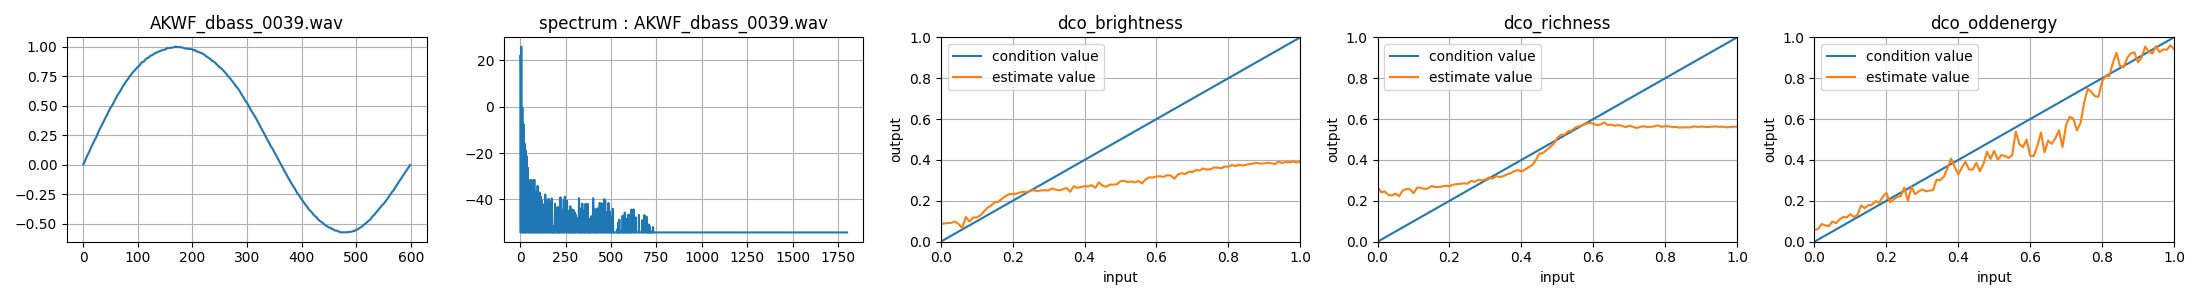 AKWF_dbass_0039.wav
1.00
0.75
0.50
0.25
0.00
−0.25
−0.50
0 100 200 300 400 500 600
spectrum : AKWF_dbass_0039.wav
20
0
−20
−40
0 250 500 750 1000 1250 1500 1750
dco_brightness
condition value
estimate value
output
1.0
0.8
0.6
0.4
0.2
0.0
0.0 0.2 0.4 0.6 0.8 1.0
input
dco_richness
condition value
estimate value
output
1.0
0.8
0.6
0.4
0.2
0.0
0.0 0.2 0.4 0.6 0.8 1.0
input
dco_oddenergy
condition value
estimate value
output
1.0
0.8
0.6
0.4
0.2
0.0
0.0 0.2 0.4 0.6 0.8 1.0
input